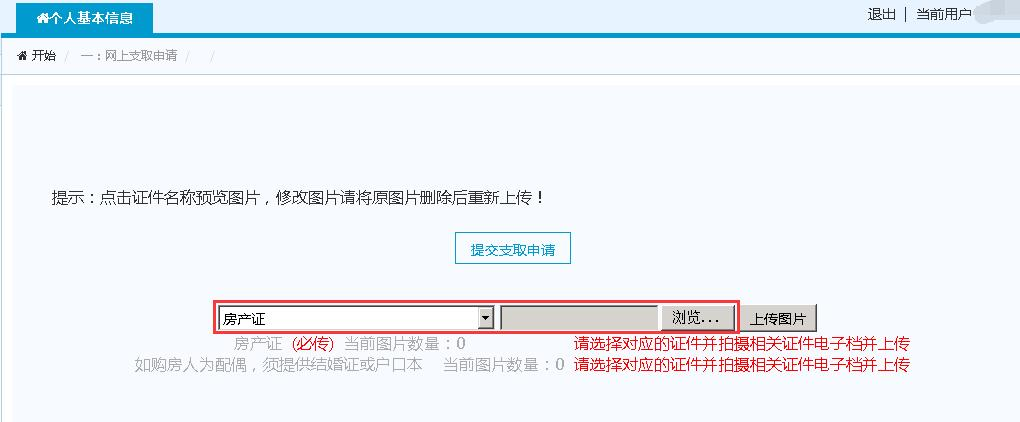 个人基本信息
退出 | 当前用户
开始 / 一：网上支取申请 / /
提示：点击证件名称预览图片，修改图片请将原图片删除后重新上传！
提交支取申请
房产证 浏览... 上传图片
房产证 (必传) 当前图片数量：0 请选择对应的证件并拍摄相关证件电子档并上传
如购房人为配偶，须提供结婚证或户口本 当前图片数量：0 请选择对应的证件并拍摄相关证件电子档并上传